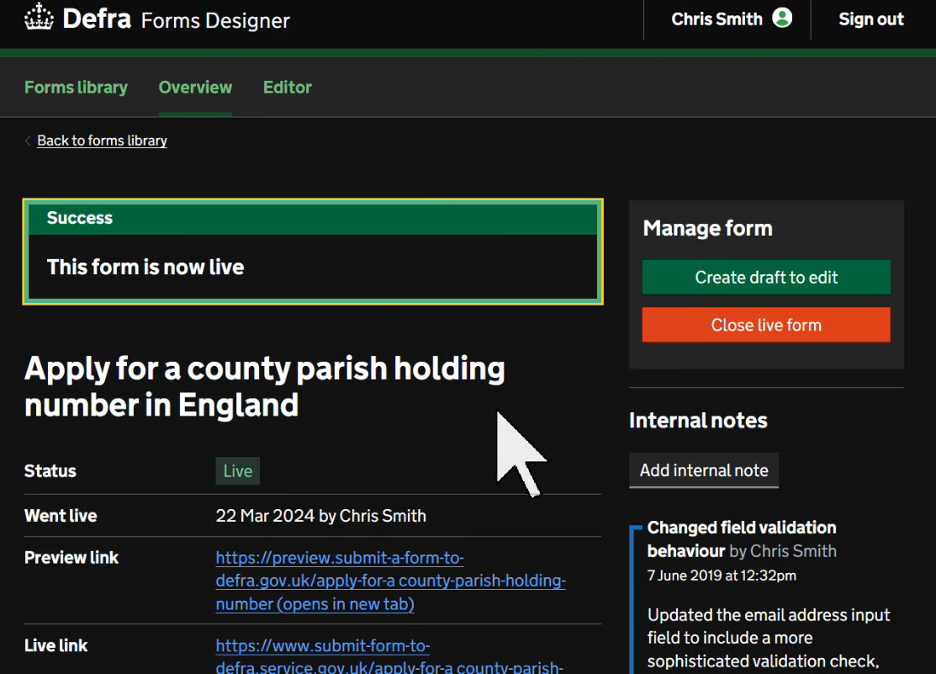 Defra Forms Designer
Chris Smith
Sign out
Forms library
Overview
Editor
Back to forms library
Success
This form is now live
Apply for a county parish holding
number in England
Status
Live
Went live
22 Mar 2024 by Chris Smith
Preview link
https://preview.submit-a-form-to-
defra.gov.uk/apply-for-a county-parish-holding-
number (opens in new tab)
Live link
https://www.submit-form-to-
defra.service.gov.uk/apply-for-a county-parish-
Manage form
Create draft to edit
Close live form
Internal notes
Add internal note
Changed field validation
behaviour by Chris Smith
7 June 2019 at 12:32pm
Updated the email address input
field to include a more
sophisticated validation check,